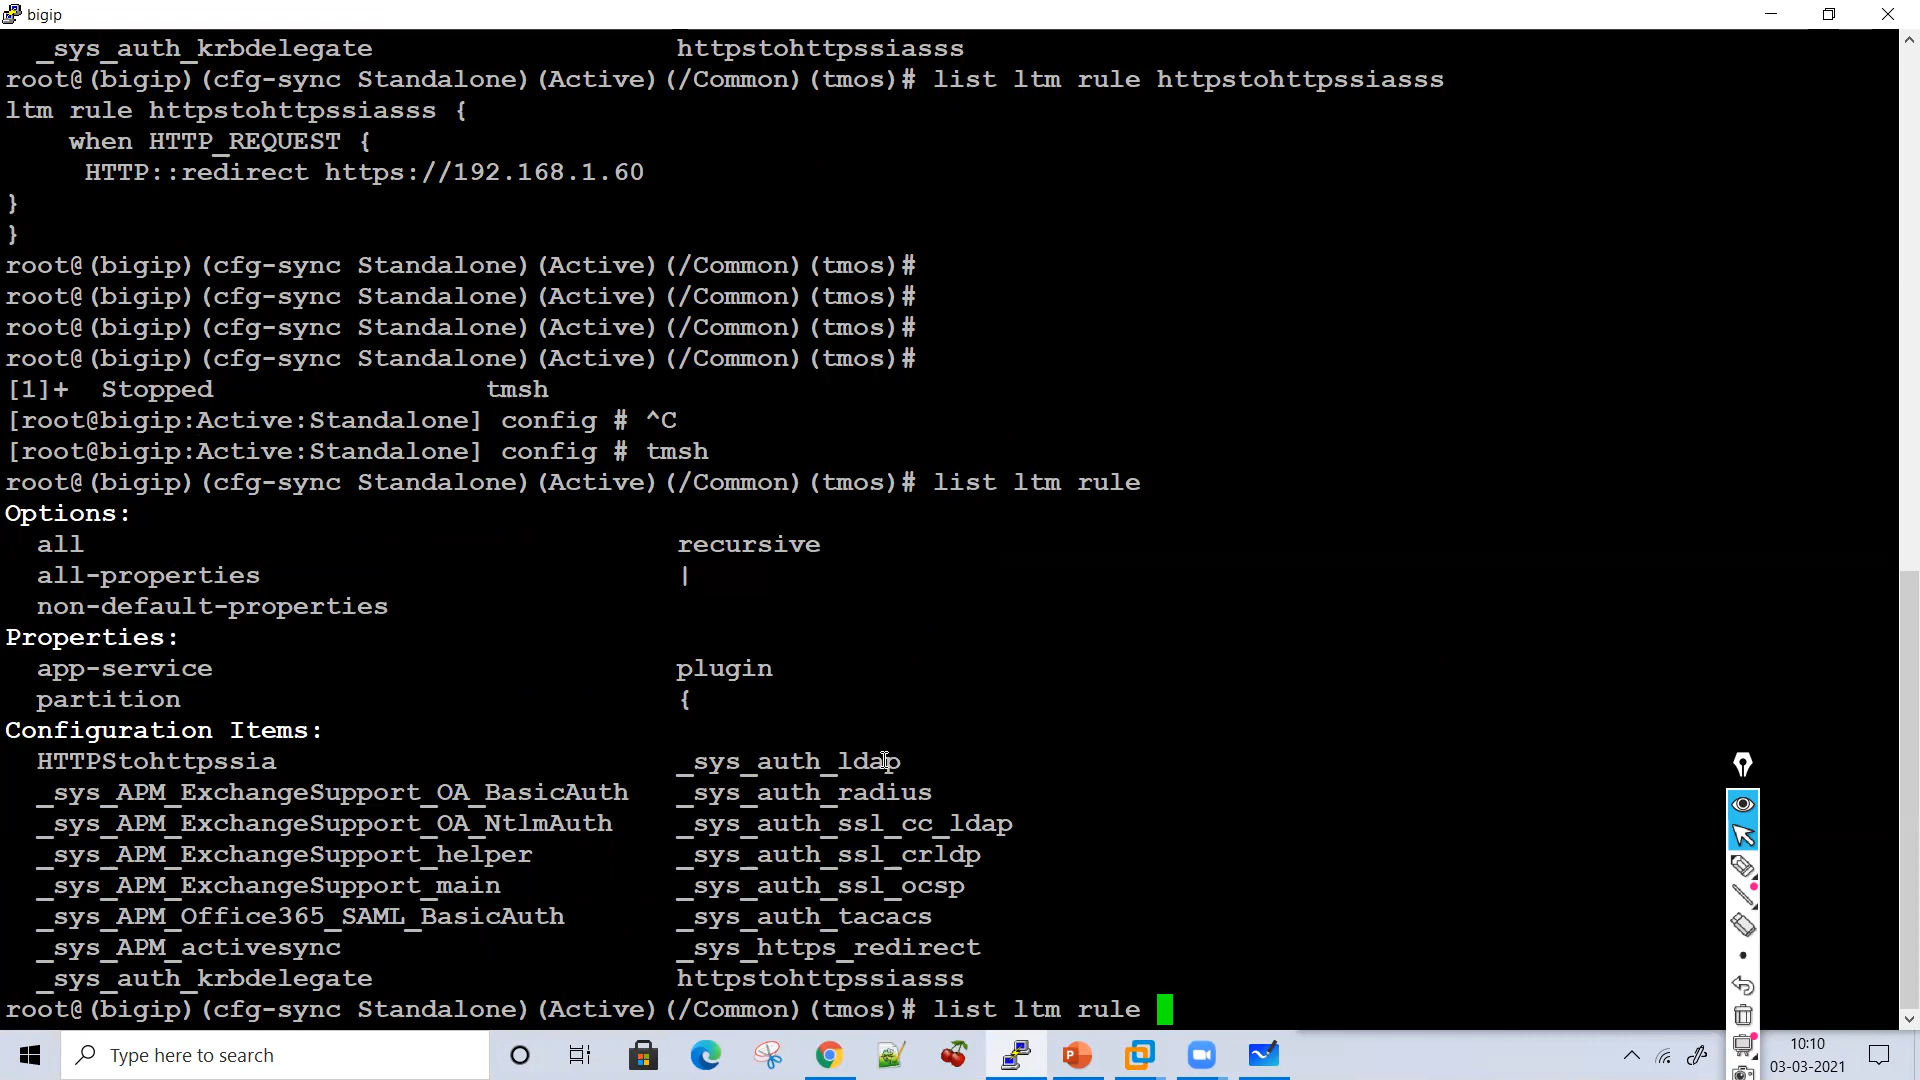 bigip
_sys_auth_krbdelegate httpstohttpssiasss
root@(bigip)(cfg-sync Standalone)(Active)(/Common)(tmos)# list ltm rule httpstohttpssiasss
ltm rule httpstohttpssiasss {
when HTTP_REQUEST {
HTTP::redirect https://192.168.1.60
}
}
root@(bigip)(cfg-sync Standalone)(Active)(/Common)(tmos)#
root@(bigip)(cfg-sync Standalone)(Active)(/Common)(tmos)#
root@(bigip)(cfg-sync Standalone)(Active)(/Common)(tmos)#
root@(bigip)(cfg-sync Standalone)(Active)(/Common)(tmos)#
[1]+ Stopped tmsh
[root@bigip:Active:Standalone] config # ^C
[root@bigip:Active:Standalone] config # tmsh
root@(bigip)(cfg-sync Standalone)(Active)(/Common)(tmos)# list ltm rule
Options:
all recursive
all-properties |
non-default-properties
Properties:
app-service plugin
partition {
Configuration Items:
HTTPStohttpssia _sys_auth_ldap
_sys_APM_ExchangeSupport_OA_BasicAuth _sys_auth_radius
_sys_APM_ExchangeSupport_OA_NtlmAuth _sys_auth_ssl_cc_ldap
_sys_APM_ExchangeSupport_helper _sys_auth_ssl_crldp
_sys_APM_ExchangeSupport_main _sys_auth_ssl_ocsp
_sys_APM_Office365_SAML_BasicAuth _sys_auth_tacacs
_sys_APM_activesync _sys_https_redirect
_sys_auth_krbdelegate httpstohttpssiasss
root@(bigip)(cfg-sync Standalone)(Active)(/Common)(tmos)# list ltm rule
Type here to search
10:10
03-03-2021